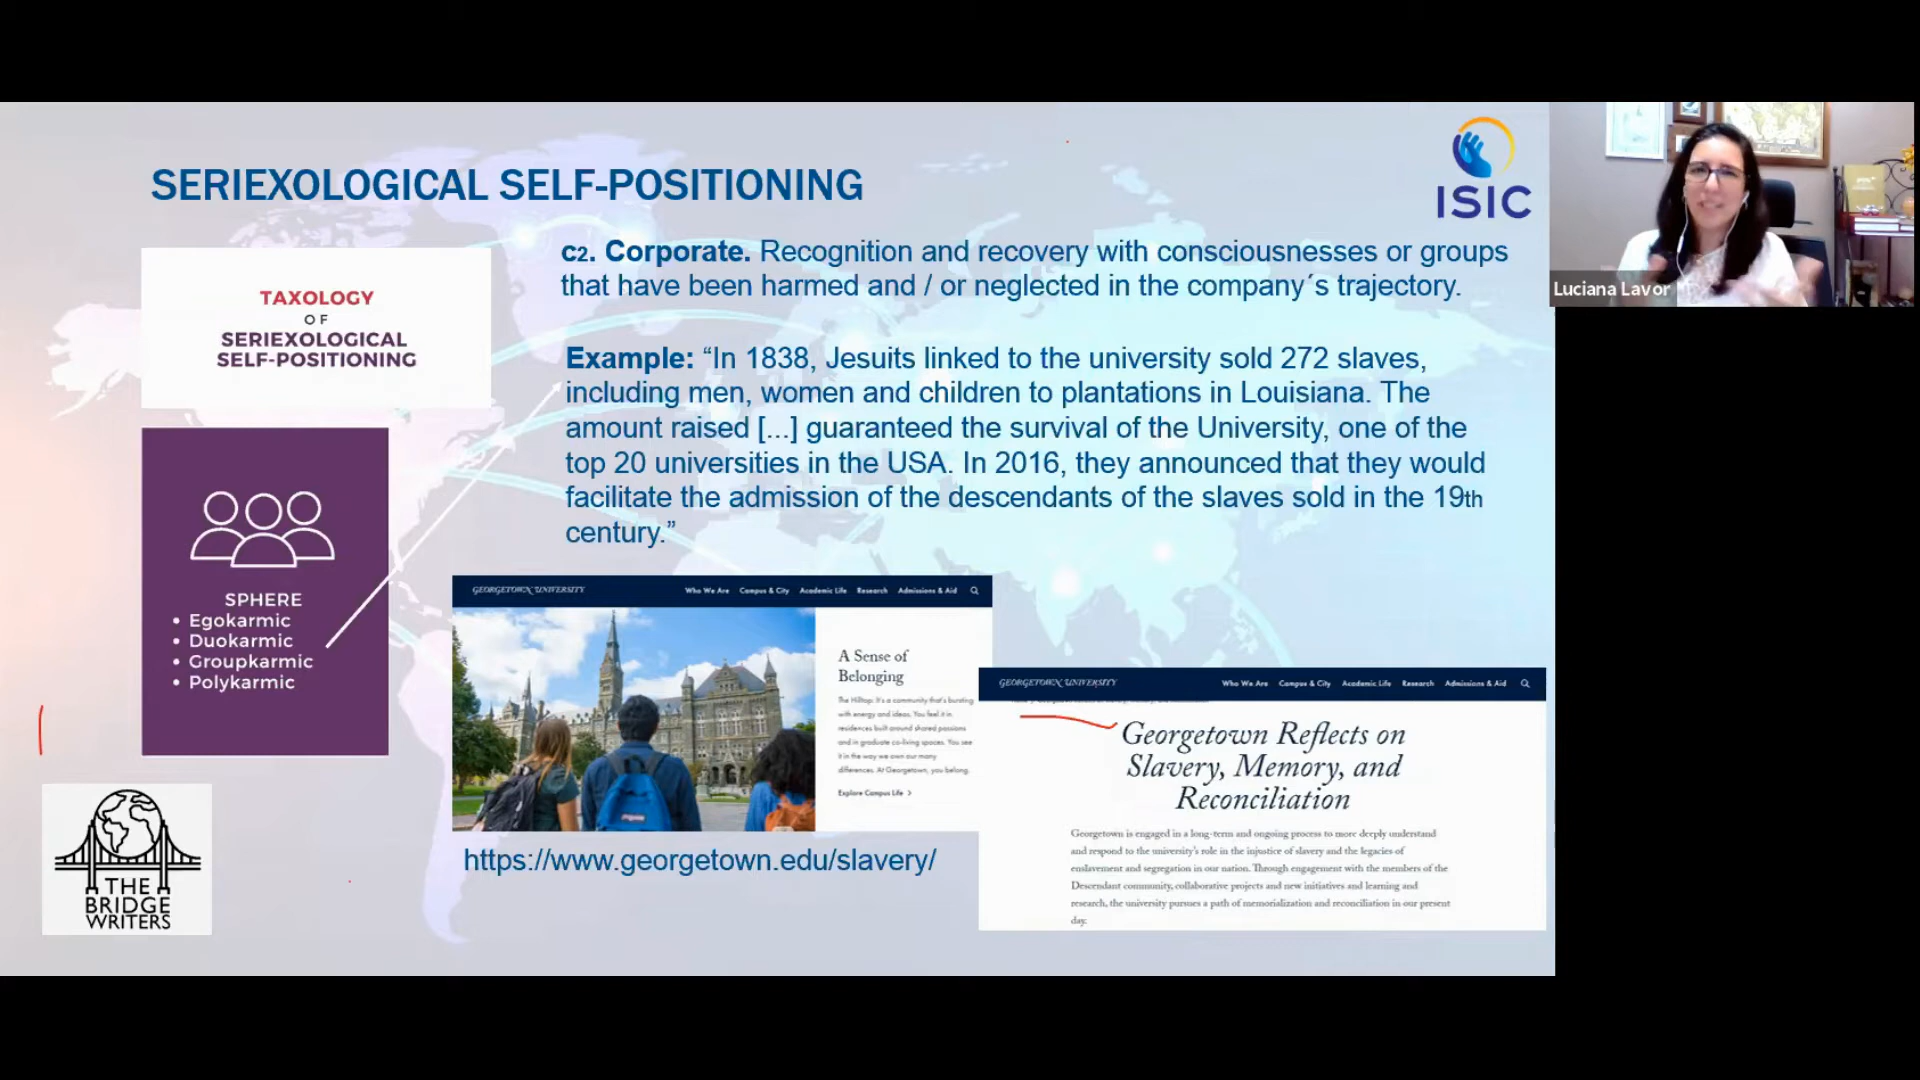 SERIEXOLOGICAL SELF-POSITIONING
ISIC
Luciana Lavor
c2. Corporate. Recognition and recovery with consciousnesses or groups
that have been harmed and / or neglected in the company´s trajectory.
TAXOLOGY
OF
SERIEXOLOGICAL
SELF-POSITIONING
Example: “In 1838, Jesuits linked to the university sold 272 slaves,
including men, women and children to plantations in Louisiana. The
amount raised [...] guaranteed the survival of the University, one of the
top 20 universities in the USA. In 2016, they announced that they would
facilitate the admission of the descendants of the slaves sold in the 19th
century.”
SPHERE
• Egokarmic
• Duokarmic
• Groupkarmic
• Polykarmic
GEORGETOWN UNIVERSITY
Who We Are Campus & City Academic Life Research Admissions & Aid
A Sense of
Belonging
The Hilltop: It's a community that's bursting
with energy and ideas. You feel it in
residences built around shared passions
and in graduate co-living spaces. You see
it in the way we own our many
differences. At Georgetown, you belong.
Explore Campus Life >
https://www.georgetown.edu/slavery/
GEORGETOWN UNIVERSITY
Who We Are Campus & City Academic Life Research Admissions & Aid
Georgetown Reflects on
Slavery, Memory, and
Reconciliation
Georgetown is engaged in a long-term and ongoing process to more deeply understand
and respond to the university's role in the injustice of slavery and the legacies of
enslavement and segregation in our nation. Through engagement with the members of the
Descendant community, collaborative projects and new initiatives and learning and
research, the university pursues a path of memorialization and reconciliation in our present
day.
THE
BRIDGE
WRITERS